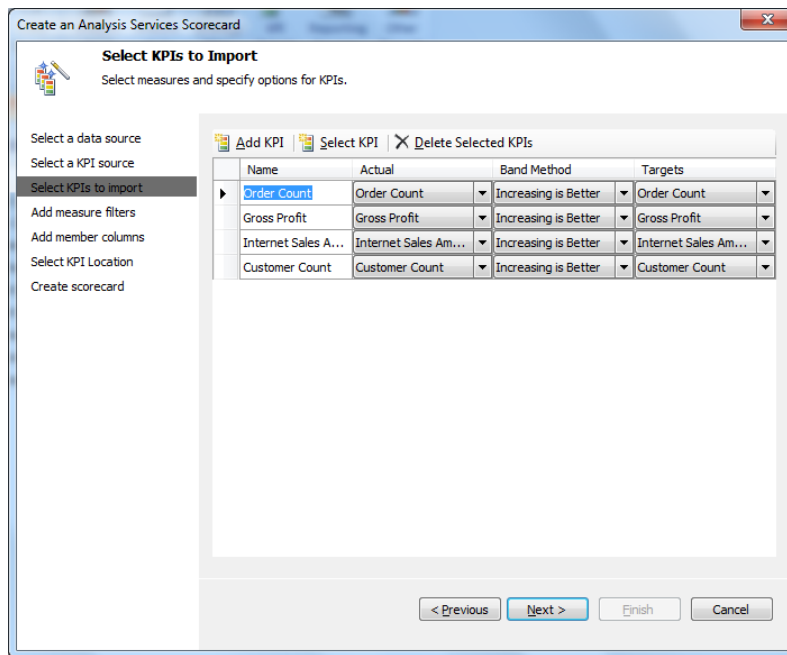 Create an Analysis Services Scorecard
Select KPIs to Import
Select measures and specify options for KPIs.
Select a data source
Select a KPI source
Select KPIs to import
Add measure filters
Add member columns
Select KPI Location
Create scorecard
Add KPI Select KPI Delete Selected KPIs
Name Actual Band Method Targets
Order Count Order Count Increasing is Better Order Count
Gross Profit Gross Profit Increasing is Better Gross Profit
Internet Sales A... Internet Sales Am... Increasing is Better Internet Sales Am...
Customer Count Customer Count Increasing is Better Customer Count
< Previous Next > Finish Cancel